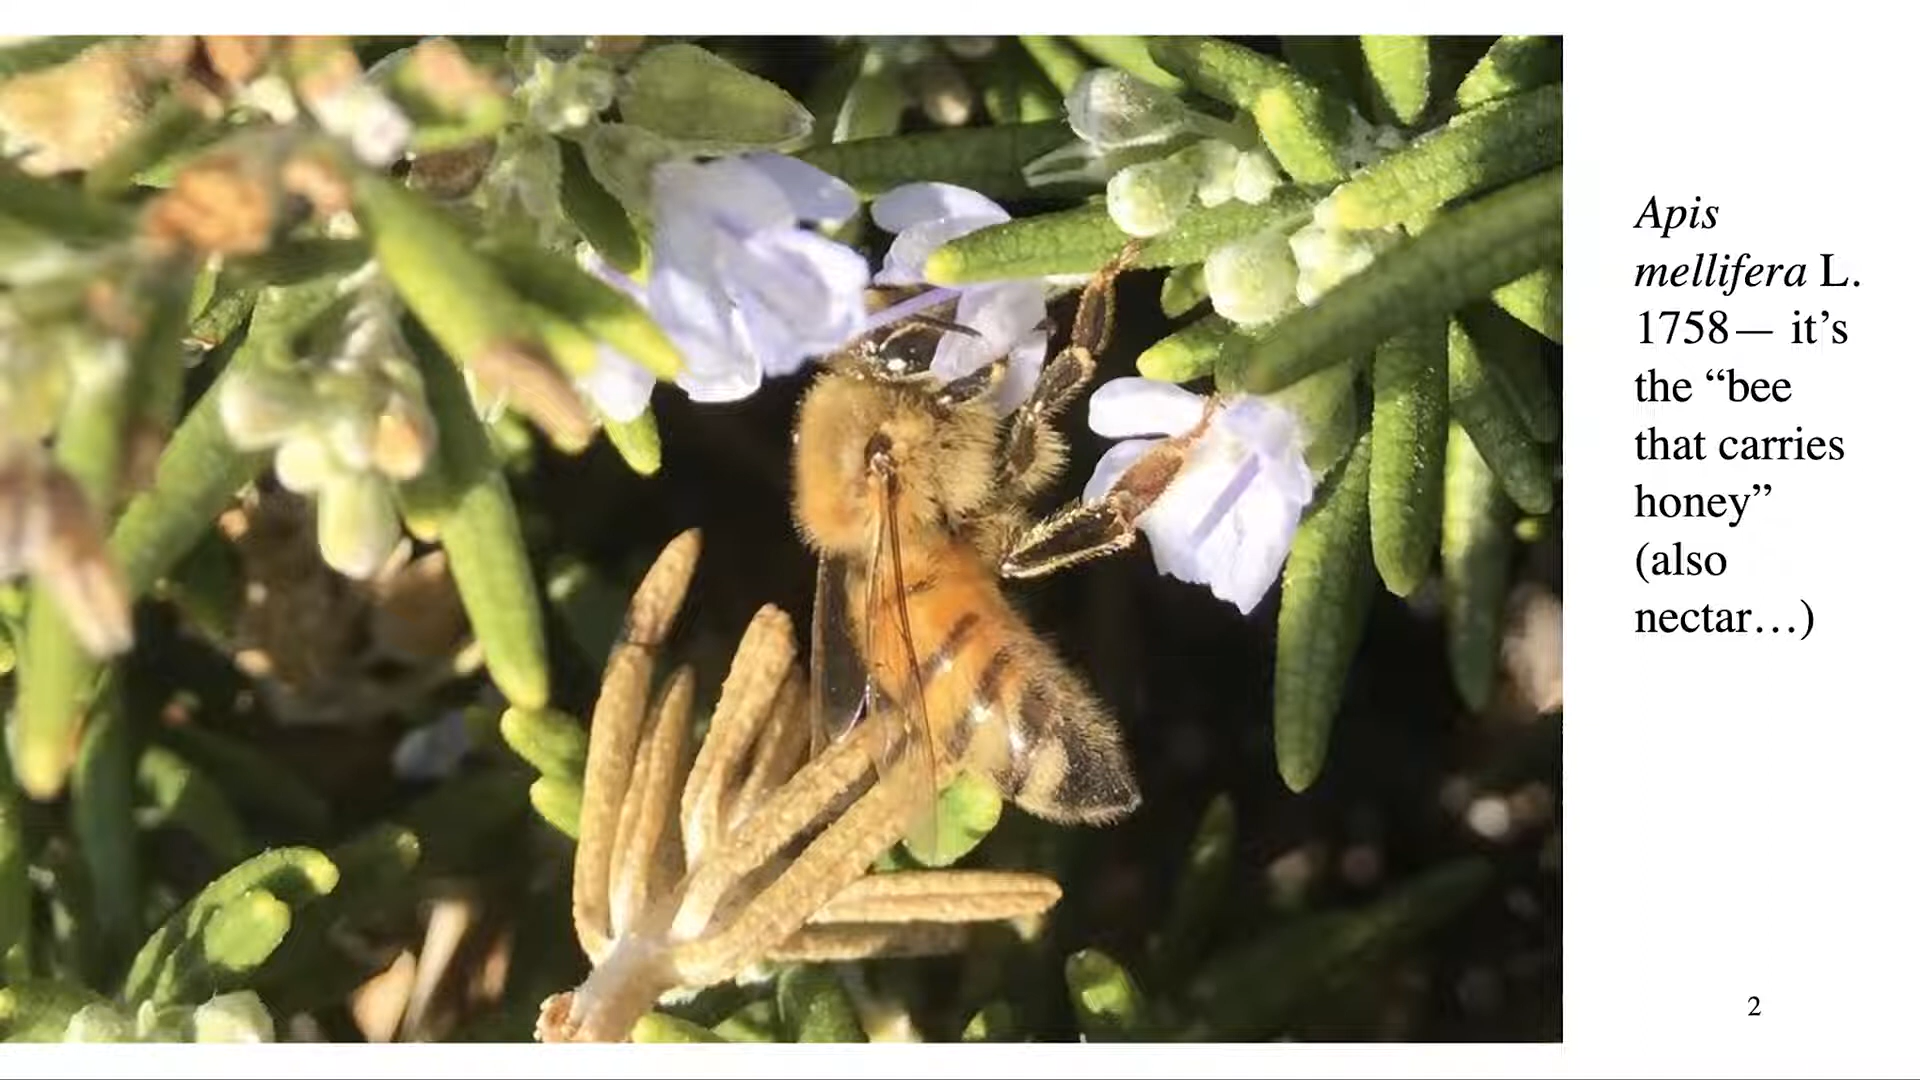 Apis
mellifera L.
1758— it’s
the “bee
that carries
honey”
(also
nectar…)
2